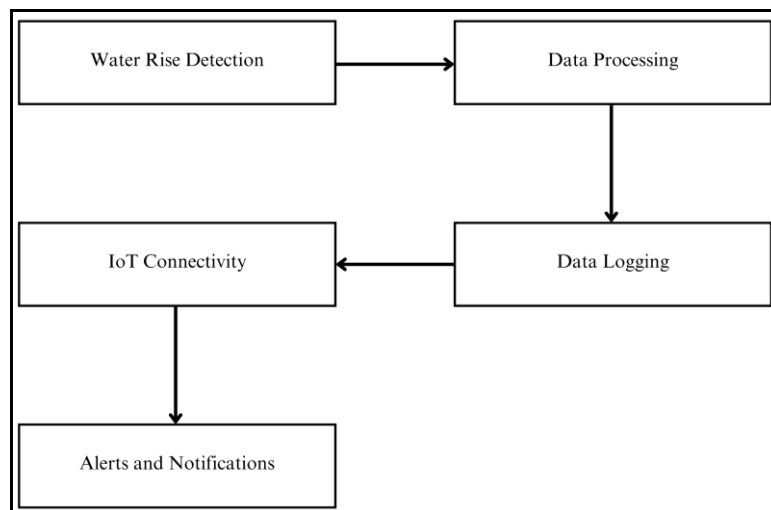 Water Rise Detection
Data Processing
Data Logging
IoT Connectivity
Alerts and Notifications